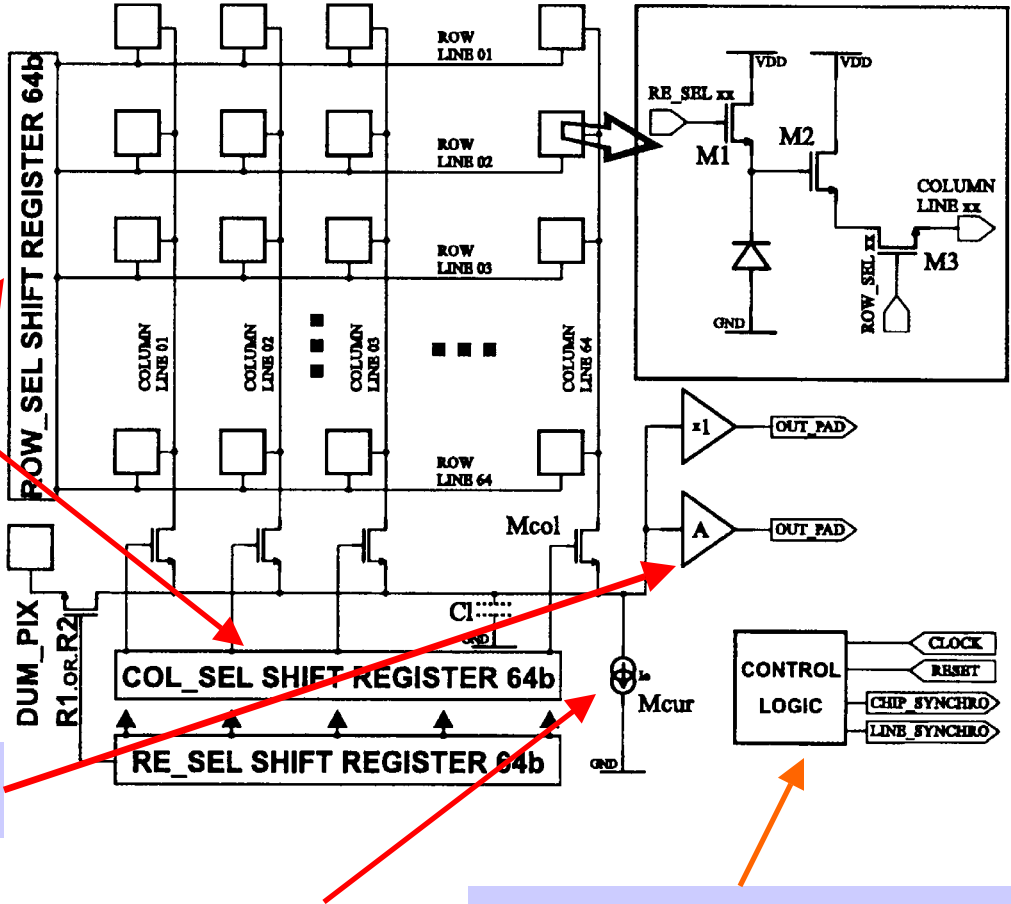 ROW_SEL SHIFT REGISTER 64b
ROW
LINE 01
ROW
LINE 02
ROW
LINE 03
COLUMN
LINE 01
COLUMN
LINE 02
COLUMN
LINE 03
COLUMN
LINE 64
ROW
LINE 64
VDD
VDD
RE_SEL xx
M1
M2
COLUMN
LINE xx
M3
ROW_SEL xx
GND
x1
OUT_PAD
A
OUT_PAD
Mcol
DUM_PIX
R1.OR.R2
Cl
GND
COL_SEL SHIFT REGISTER 64b
Io
Mcur
GND
RE_SEL SHIFT REGISTER 64b
CONTROL
LOGIC
CLOCK
RESET
CHIP_SYNCHRO
LINE_SYNCHRO